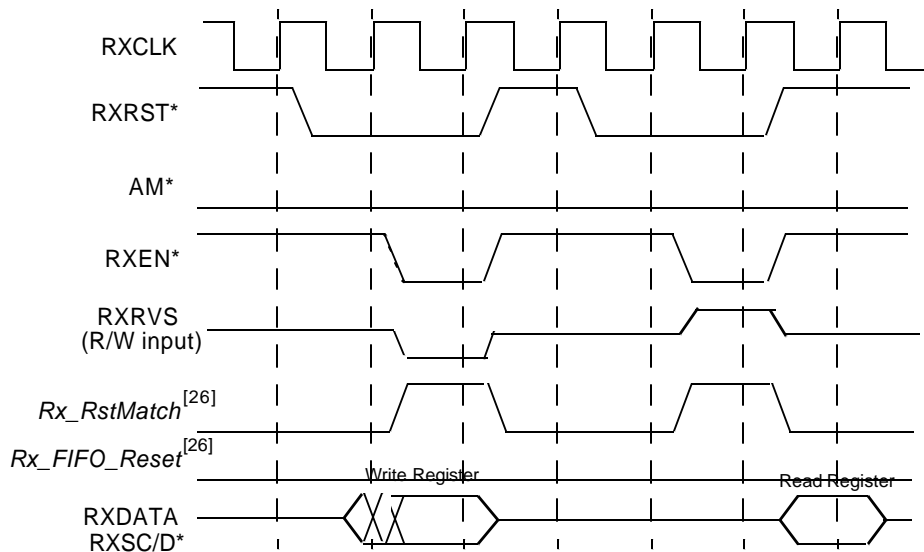 RXCLK
RXRST*
AM*
RXEN*
RXRVS
(R/W input)
Rx_RstMatch[26]
Rx_FIFO_Reset[26]
Write Register
Read Register
RXDATA
RXSC/D*